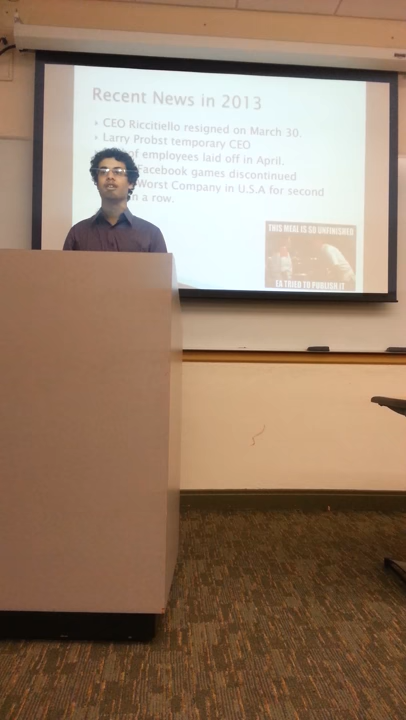 Recent News in 2013
CEO Riccitiello resigned on March 30.
Larry Probst temporary CEO
of employees laid off in April.
Facebook games discontinued
Worst Company in U.S.A for second
a row.
THIS MEAL IS SO UNFINISHED
EA TRIED TO PUBLISH IT